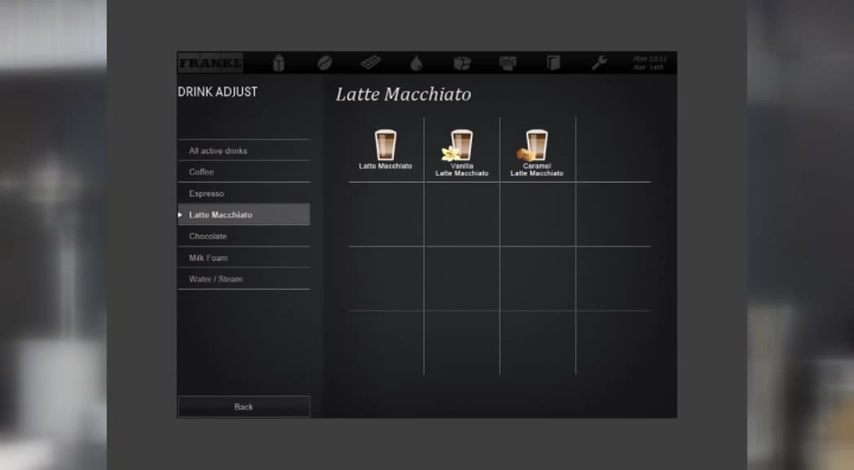 FRANKE
DRINK ADJUST
Latte Macchiato
All active drinks
Coffee
Espresso
Latte Macchiato
Chocolate
Milk Foam
Water / Steam
Latte Macchiato
Vanilla
Latte Macchiato
Caramel
Latte Macchiato
Back